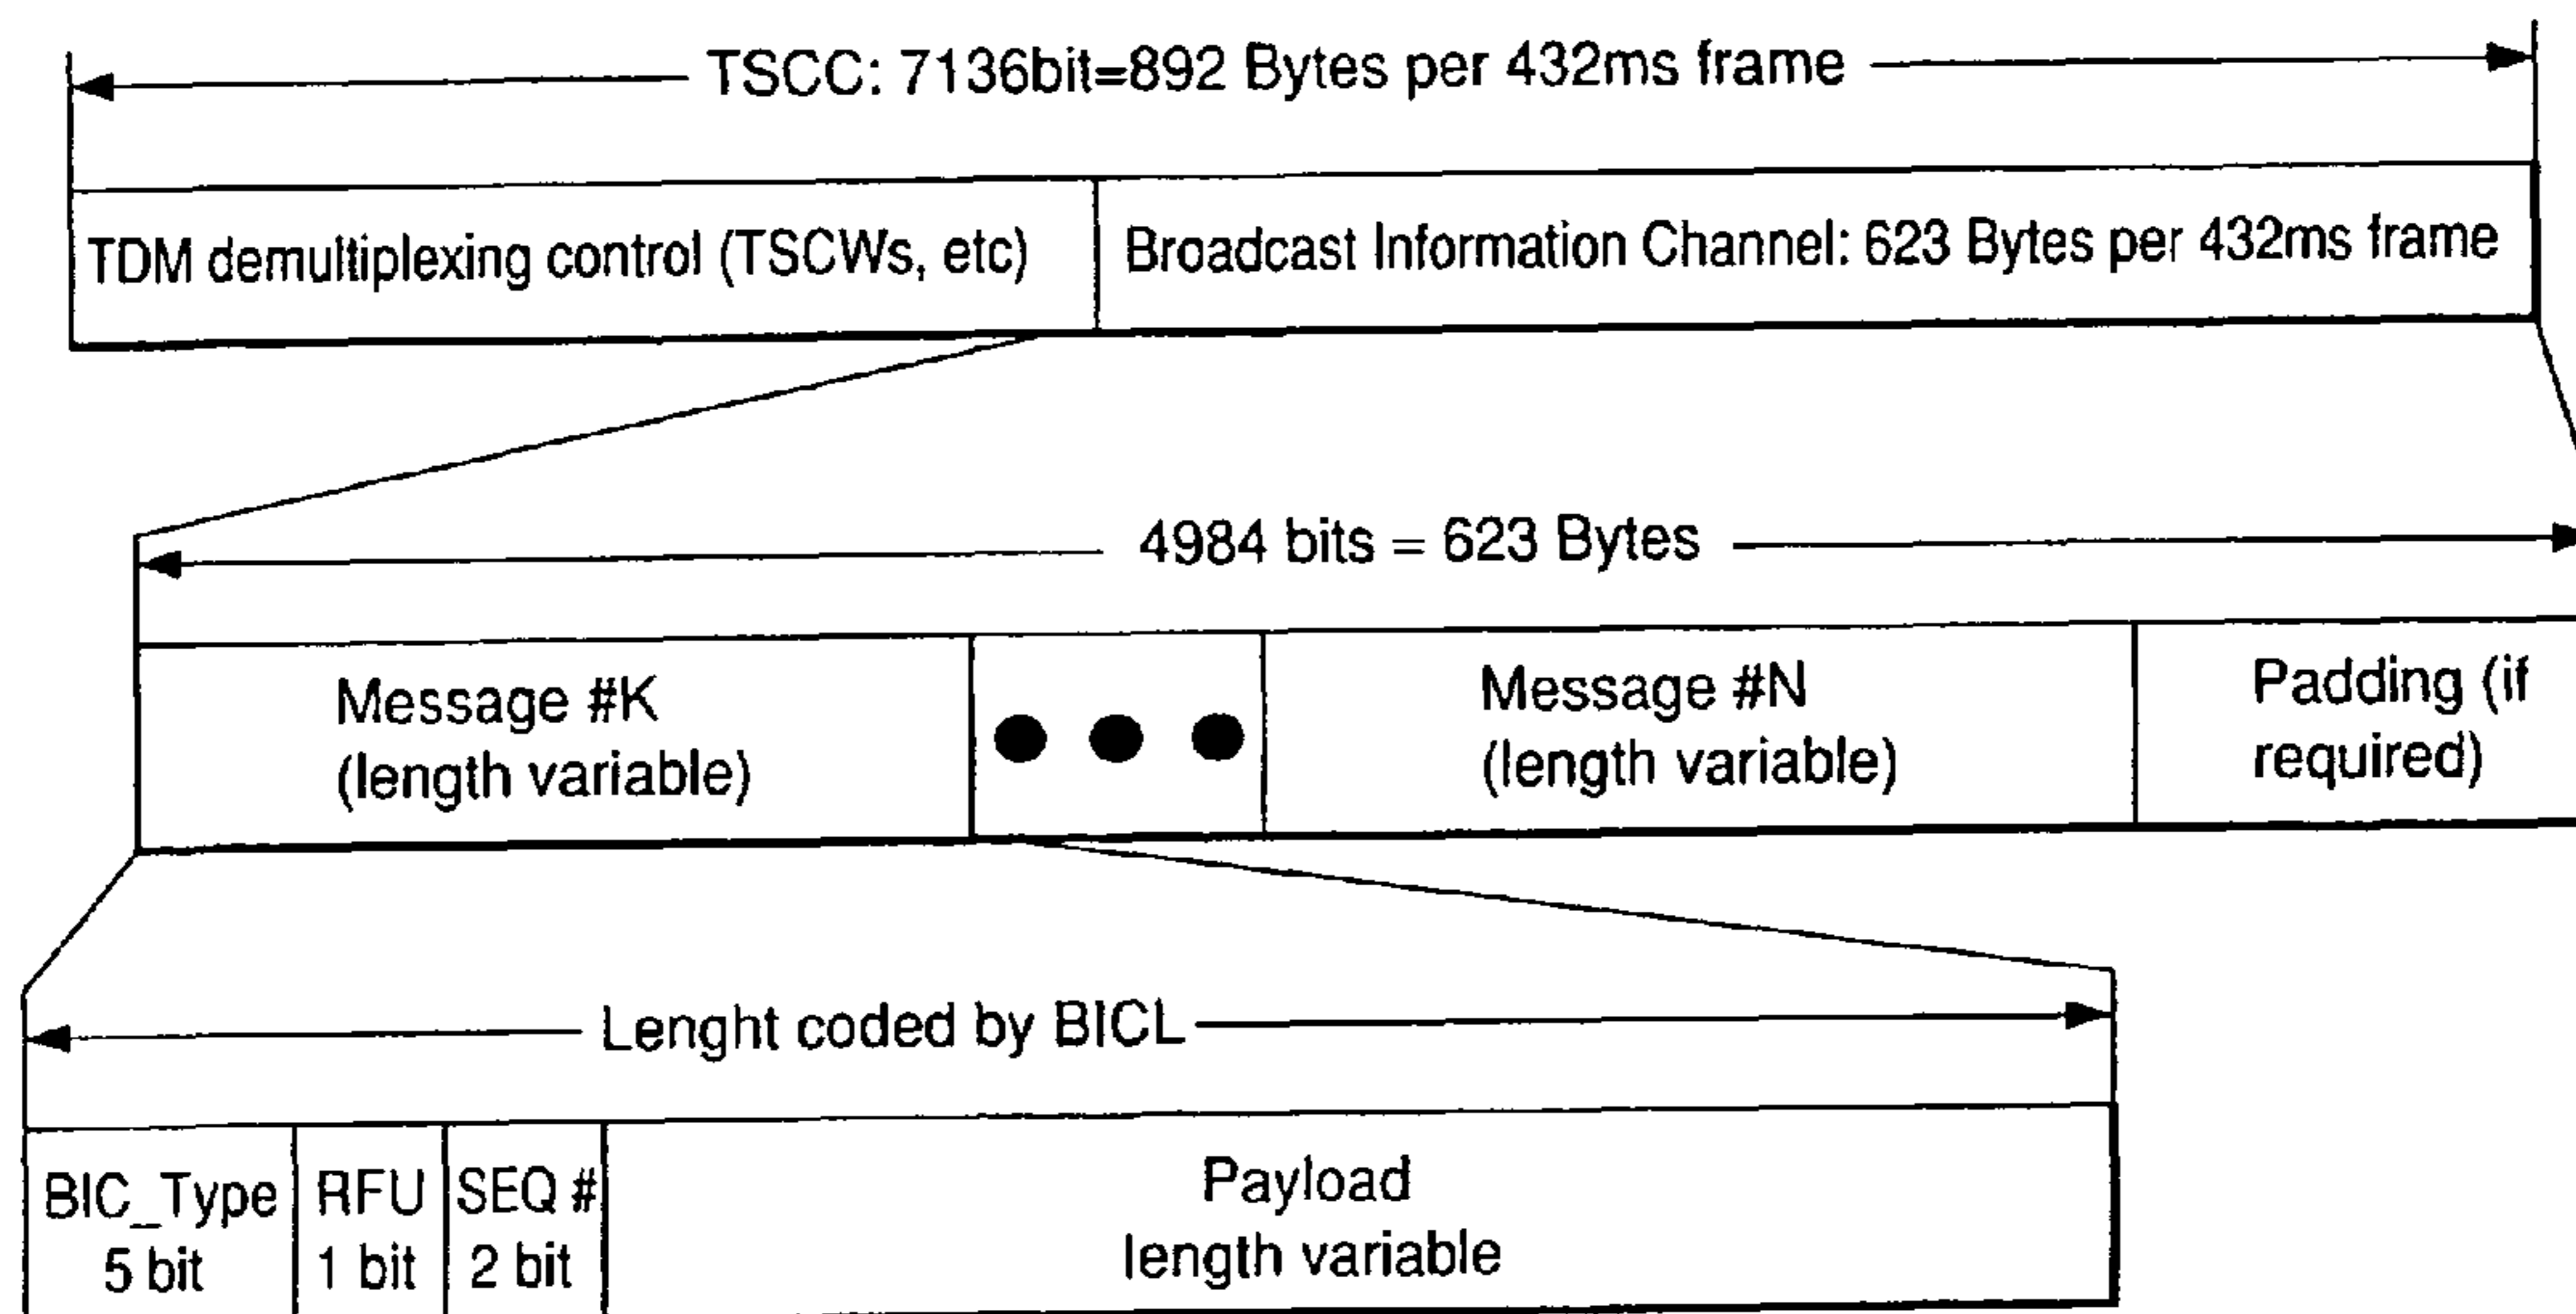 TSCC: 7136bit=892 Bytes per 432ms frame
TDM demultiplexing control (TSCWs, etc)
Broadcast Information Channel: 623 Bytes per 432ms frame
4984 bits = 623 Bytes
Message #K
(length variable)
Message #N
(length variable)
Padding (if
required)
Lenght coded by BICL
BIC_Type
5 bit
RFU
1 bit
SEQ #
2 bit
Payload
length variable